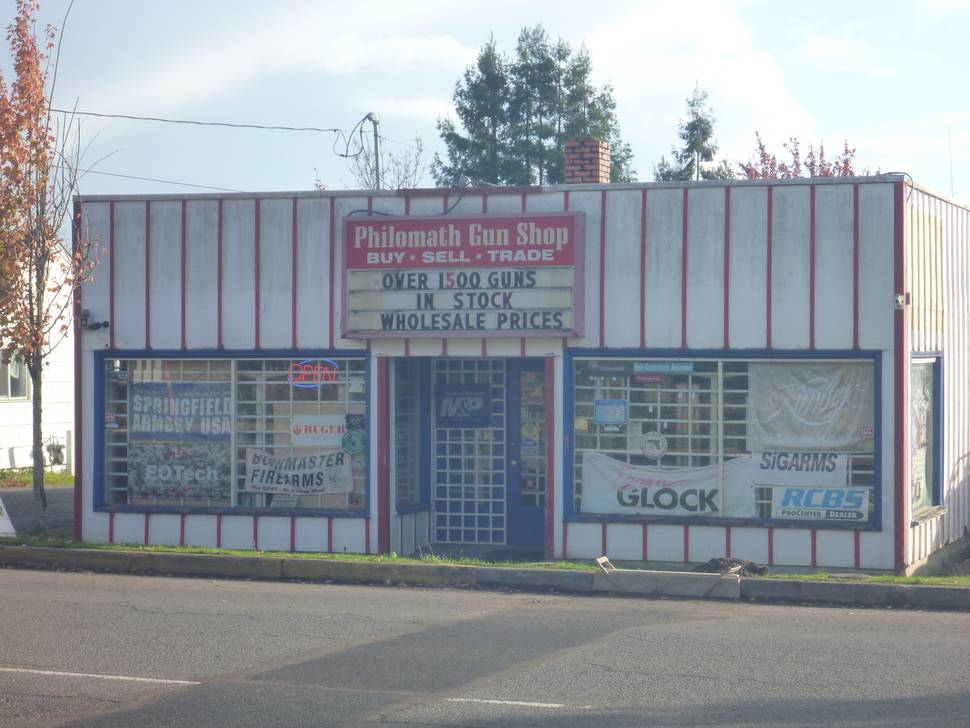 Philomath Gun Shop
BUY • SELL • TRADE
OVER 1500 GUNS
IN STOCK
WHOLESALE PRICES
OPEN
SPRINGFIELD
ARMORY USA
RUGER
EOTech
BUSHMASTER
FIREARMS
M&P
Kimber
GLOCK
SIGARMS
RCBS
PROCENTER DEALER